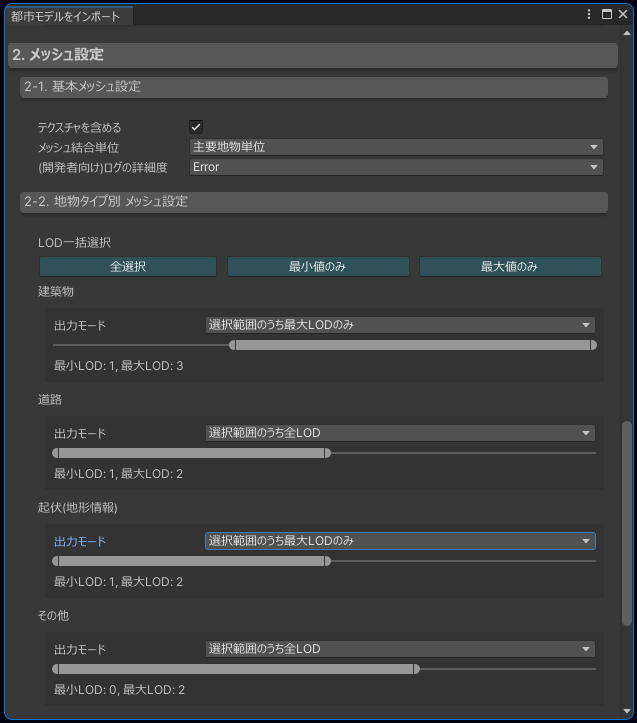 都市モデルをインポート
2. メッシュ設定
2-1. 基本メッシュ設定
テクスチャを含める
メッシュ結合単位 主要地物単位
(開発者向け)ログの詳細度 Error
2-2. 地物タイプ別 メッシュ設定
LOD一括選択
全選択 最小値のみ 最大値のみ
建築物
出力モード 選択範囲のうち最大LODのみ
最小LOD: 1, 最大LOD: 3
道路
出力モード 選択範囲のうち全LOD
最小LOD: 1, 最大LOD: 2
起伏(地形情報)
出力モード 選択範囲のうち最大LODのみ
最小LOD: 1, 最大LOD: 2
その他
出力モード 選択範囲のうち全LOD
最小LOD: 0, 最大LOD: 2